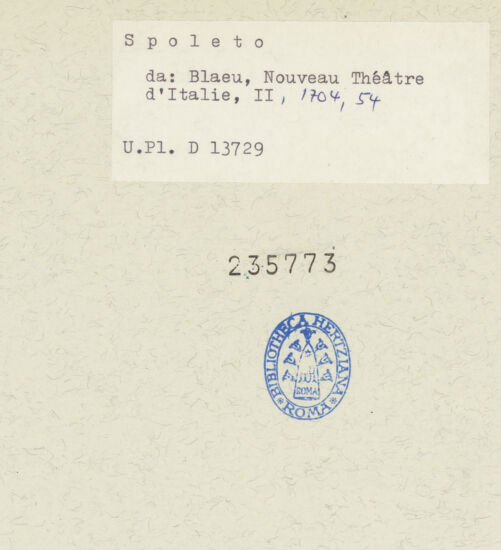 S p o l e t o
da: Blaeu, Nouveau Théâtre
d'Italie, II, 1704, 54
U.Pl. D 13729
235773
BIBLIOTHECA HERTZIANA
ROMA
* ROMA *